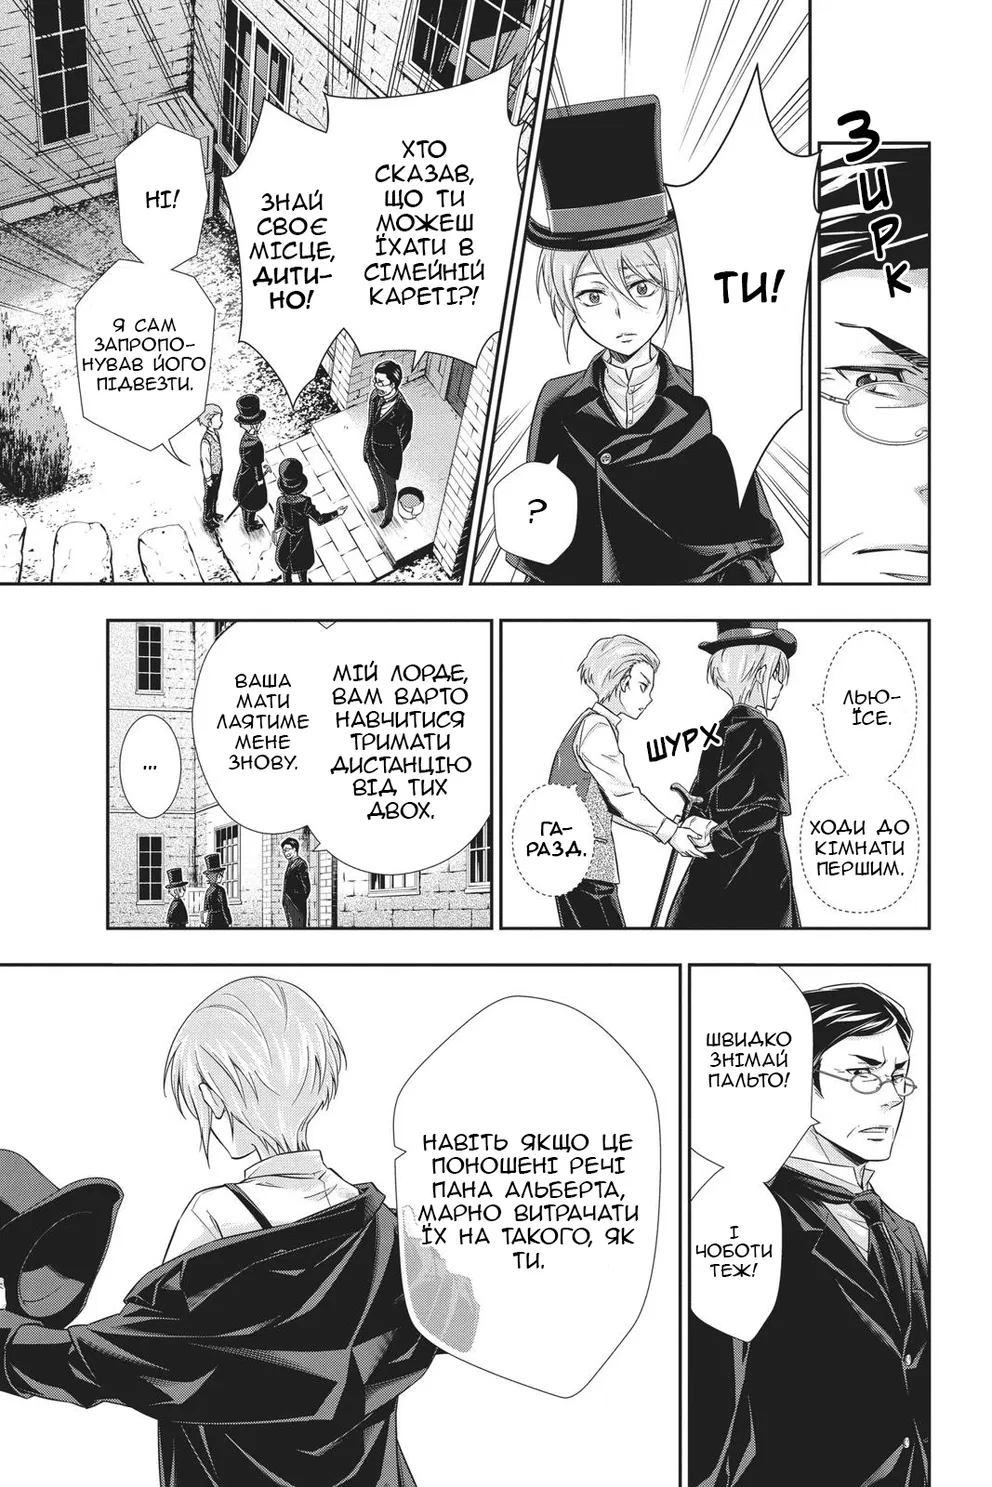 ЗИРК
ТИ!
?
ХТО
СКАЗАВ,
ЩО ТИ
МОЖЕШ
ЇХАТИ В
СІМЕЙНІЙ
КАРЕТІ?!
ЗНАЙ
СВОЄ
МІСЦЕ,
ДИТИ-
НО!
НІ!
Я САМ
ЗАПРОПО-
НУВАВ ЙОГО
ПІДВЕЗТИ.
ЛЬЮ-
ЇСЕ.
ХОДИ ДО
КІМНАТИ
ПЕРШИМ.
ШУРХ
ГА-
РАЗД.
МІЙ ЛОРДЕ,
ВАМ ВАРТО
НАВЧИТИСЯ
ТРИМАТИ
ДИСТАНЦІЮ
ВІД ТИХ
ДВОХ.
ВАША
МАТИ
ЛАЯТИМЕ
МЕНЕ
ЗНОВУ.
...
ШВИДКО
ЗНІМАЙ
ПАЛЬТО!
І
ЧОБОТИ
ТЕЖ!
НАВІТЬ ЯКЩО ЦЕ
ПОНОШЕНІ РЕЧІ
ПАНА АЛЬБЕРТА,
МАРНО ВИТРАЧАТИ
ЇХ НА ТАКОГО, ЯК
ТИ.